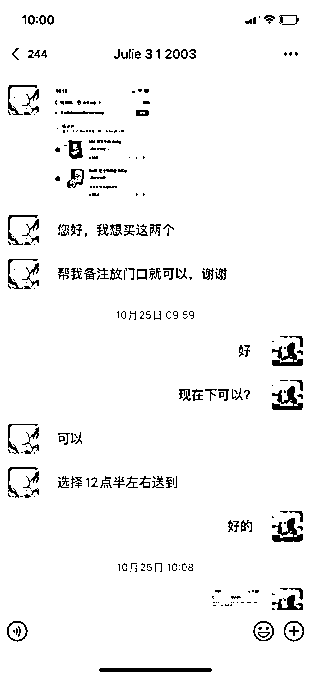 10:00
244
Julie 3 1 2003
您好，我想买这两个
帮我备注放门口就可以，谢谢
10月25日 09:59
好
现在下可以？
可以
选择12点半左右送到
好的
10月25日 10:08